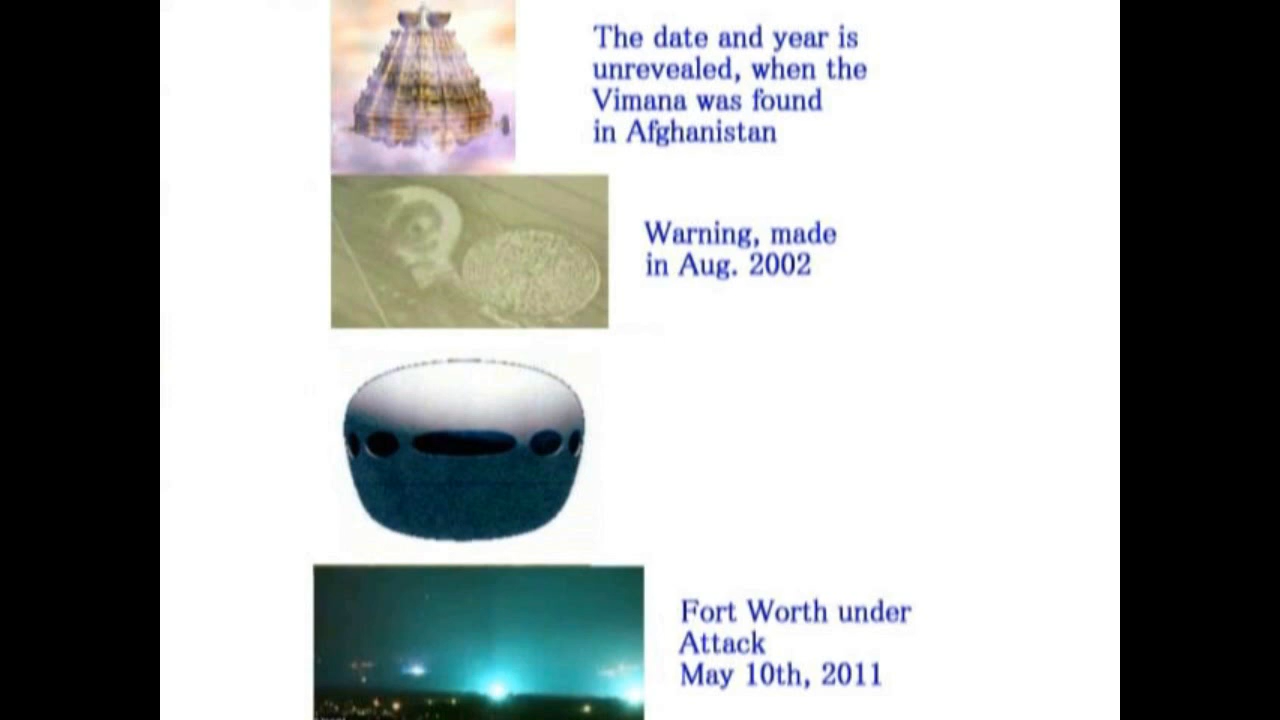 The date and year is
unrevealed, when the
Vimana was found
in Afghanistan
Warning, made
in Aug. 2002
Fort Worth under
Attack
May 10th, 2011